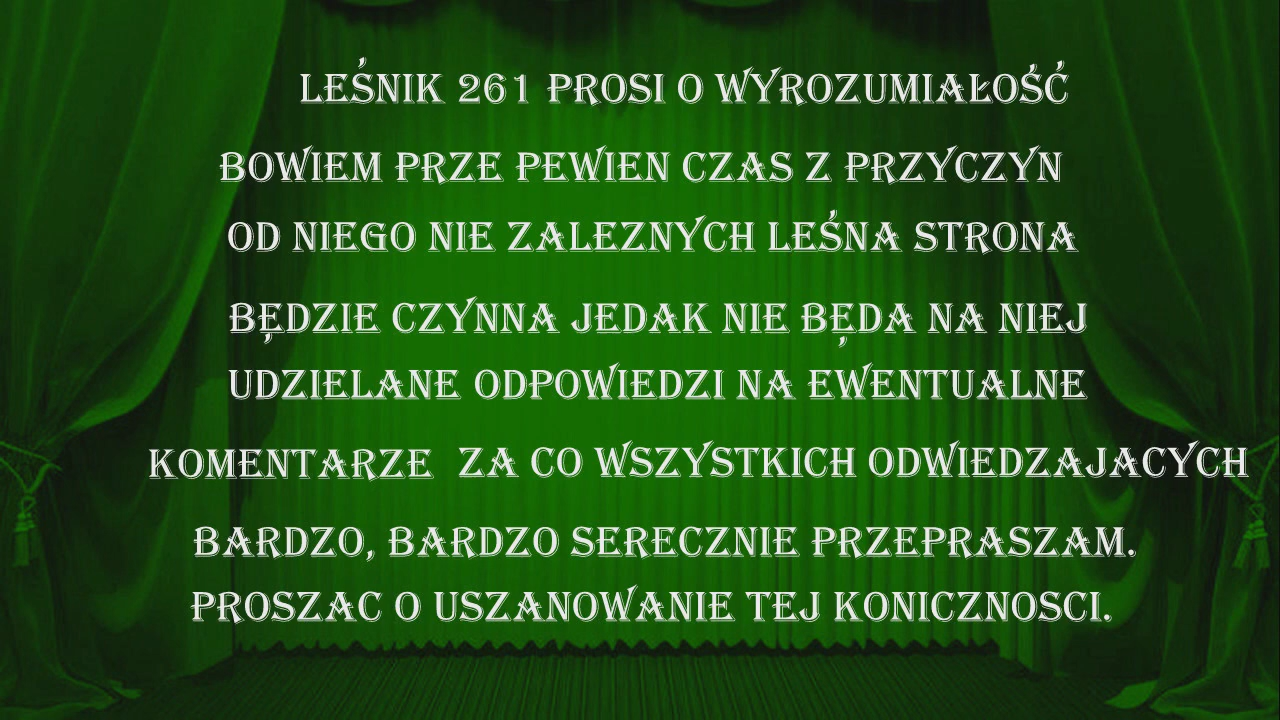 LEŚNIK 261 PROSI O WYROZUMIAŁOŚĆ
BOWIEM PRZE PEWIEN CZAS Z PRZYCZYN
OD NIEGO NIE ZALEZNYCH LEŚNA STRONA
BĘDZIE CZYNNA JEDAK NIE BĘDA NA NIEJ
UDZIELANE ODPOWIEDZI NA EWENTUALNE
KOMENTARZE ZA CO WSZYSTKICH ODWIEDZAJACYCH
BARDZO, BARDZO SERECZNIE PRZEPRASZAM.
PROSZAC O USZANOWANIE TEJ KONICZNOSCI.